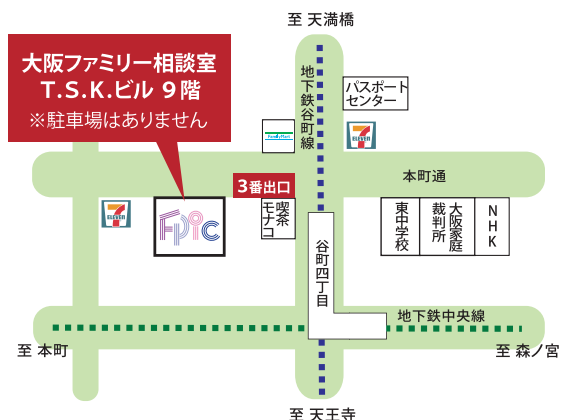 至 天満橋
大阪ファミリー相談室
T.S.K.ビル 9階
※駐車場はありません
地下鉄谷町線
パスポート
センター
FamilyMart
7
ELEVEN
本町通
3番出口
7
ELEVEN
Fpic
喫茶
モナコ
東中学校
大阪家庭
裁判所
NHK
谷町四丁目
地下鉄中央線
至 本町
至 森ノ宮
至 天王寺